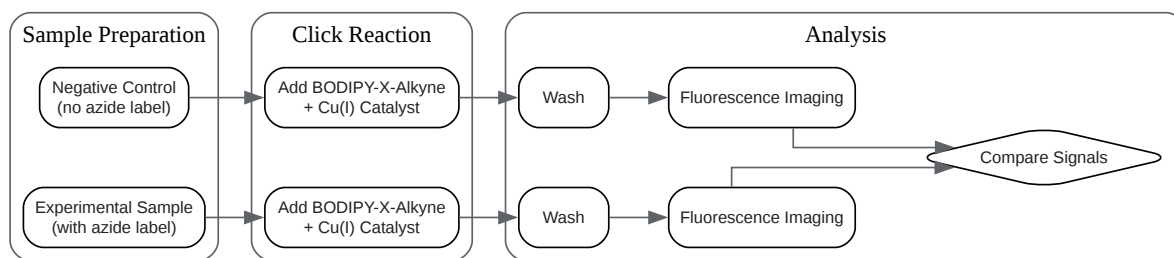 Sample Preparation
Click Reaction
Analysis
Negative Control
(no azide label)
Add BODIPY-X-Alkyne
+ Cu(I) Catalyst
Wash
Fluorescence Imaging
Compare Signals
Experimental Sample
(with azide label)
Add BODIPY-X-Alkyne
+ Cu(I) Catalyst
Wash
Fluorescence Imaging